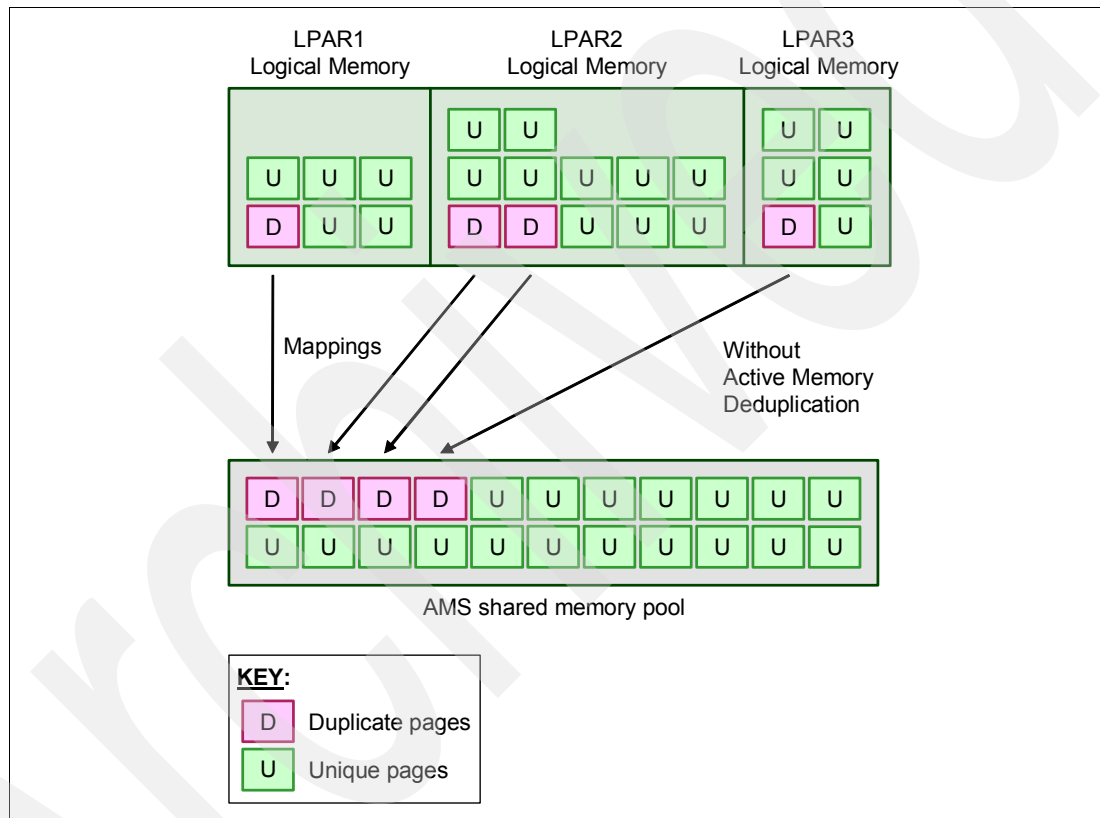 LPAR1 LPAR2 LPAR3
Logical Memory Logical Memory Logical Memory
U U U U
U U U U U U U U U U
D U U D D U U U D U
Mappings
Without
Active Memory
Deduplication
D D D D U U U U U U U
U U U U U U U U U U U
AMS shared memory pool
KEY:
D Duplicate pages
U Unique pages
Archived